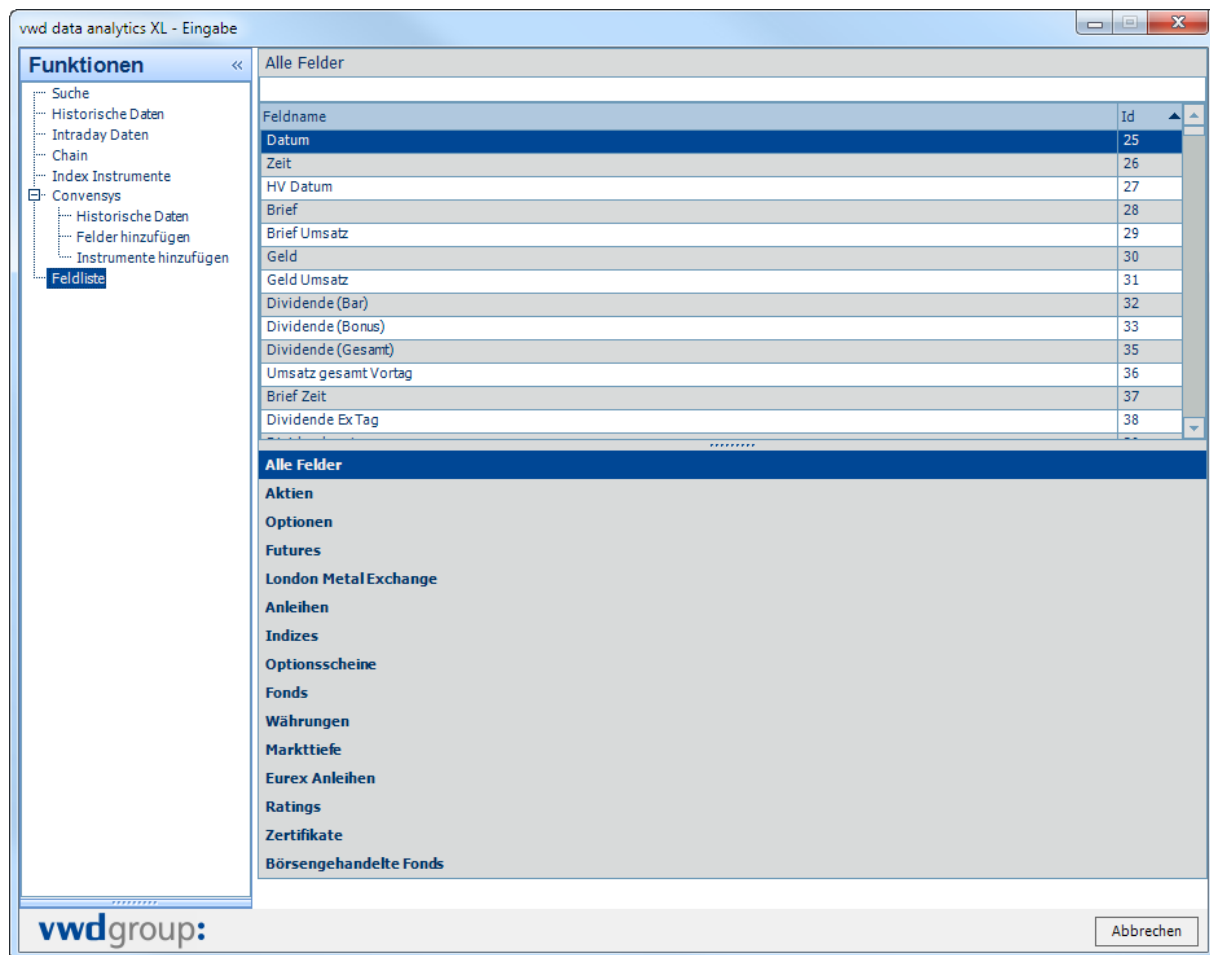 vwd data analytics XL - Eingabe
Funktionen «
Suche
Historische Daten
Intraday Daten
Chain
Index Instrumente
Convensys
Historische Daten
Felder hinzufügen
Instrumente hinzufügen
Feldliste
Alle Felder
Feldname Id
Datum 25
Zeit 26
HV Datum 27
Brief 28
Brief Umsatz 29
Geld 30
Geld Umsatz 31
Dividende (Bar) 32
Dividende (Bonus) 33
Dividende (Gesamt) 35
Umsatz gesamt Vortag 36
Brief Zeit 37
Dividende Ex Tag 38
Alle Felder
Aktien
Optionen
Futures
London Metal Exchange
Anleihen
Indizes
Optionsscheine
Fonds
Währungen
Markttiefe
Eurex Anleihen
Ratings
Zertifikate
Börsengehandelte Fonds
vwdgroup:
Abbrechen